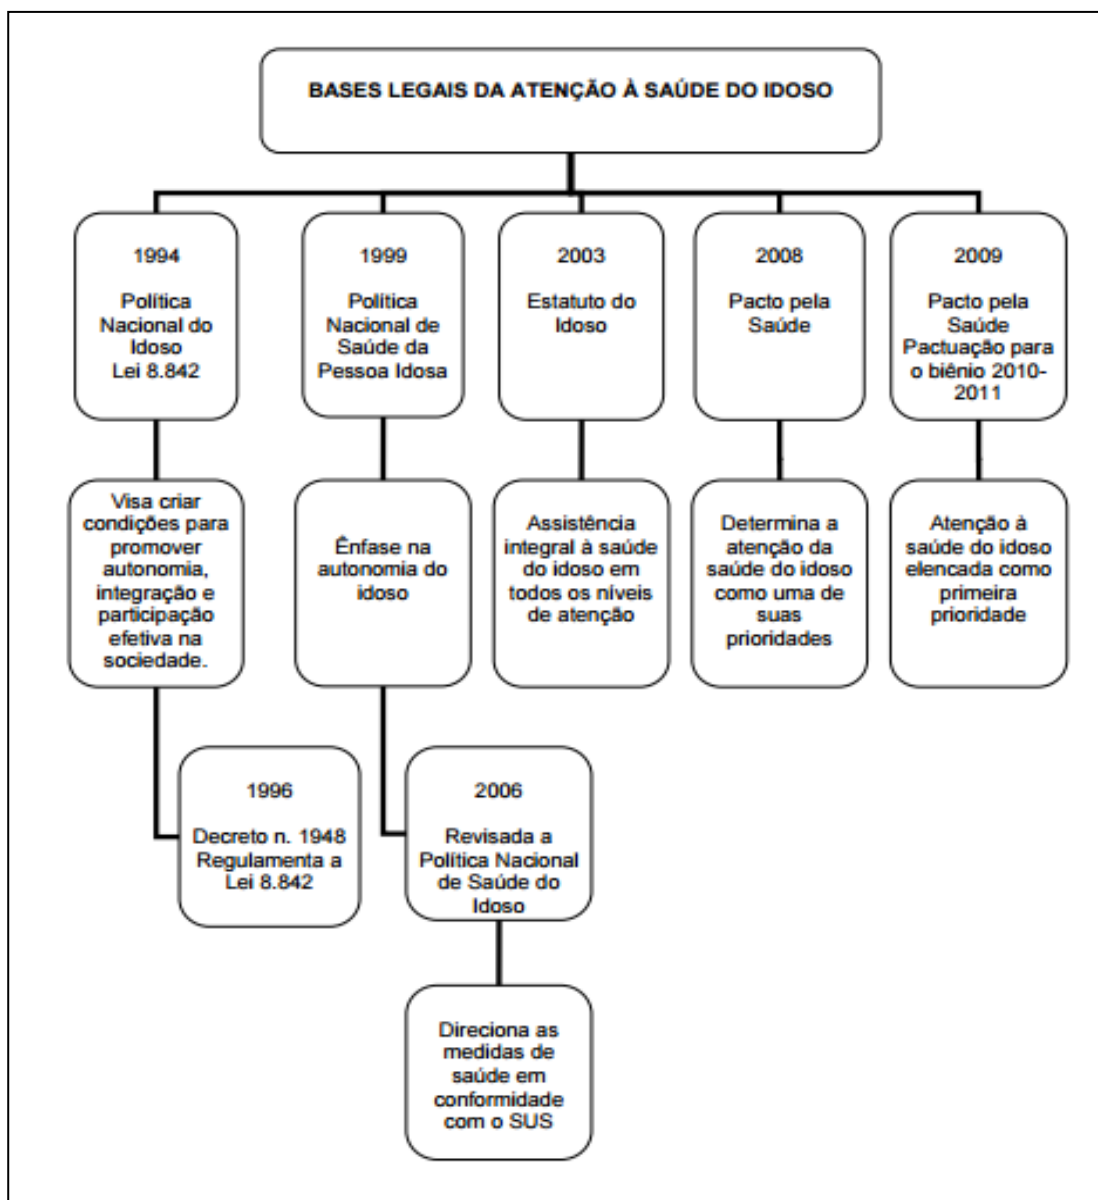 BASES LEGAIS DA ATENÇÃO À SAÚDE DO IDOSO
1994
Política
Nacional do
Idoso
Lei 8.842
1999
Política
Nacional de
Saúde da
Pessoa Idosa
2003
Estatuto do
Idoso
2008
Pacto pela
Saúde
2009
Pacto pela
Saúde
Pactuação para
o biênio 2010-
2011
Visa criar
condições para
promover
autonomia,
integração e
participação
efetiva na
sociedade.
Ênfase na
autonomia do
idoso
Assistência
integral à saúde
do idoso em
todos os níveis
de atenção
Determina a
atenção da
saúde do idoso
como uma de
suas
prioridades
Atenção à
saúde do idoso
elencada como
primeira
prioridade
1996
Decreto n. 1948
Regulamenta a
Lei 8.842
2006
Revisada a
Política Nacional
de Saúde do
Idoso
Direciona as
medidas de
saúde em
conformidade
com o SUS